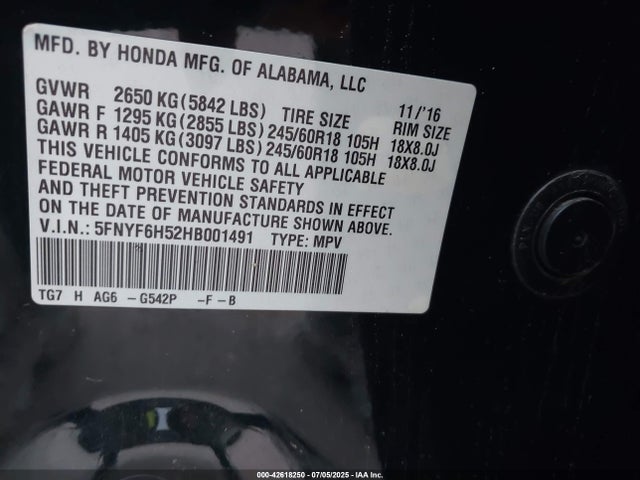 MFD. BY HONDA MFG. OF ALABAMA, LLC
GVWR 2650 KG (5842 LBS) TIRE SIZE 11/'16 RIM SIZE
GAWR F 1295 KG (2855 LBS) 245/60R18 105H 18X8.0J
GAWR R 1405 KG (3097 LBS) 245/60R18 105H 18X8.0J
THIS VEHICLE CONFORMS TO ALL APPLICABLE
FEDERAL MOTOR VEHICLE SAFETY
AND THEFT PREVENTION STANDARDS IN EFFECT
ON THE DATE OF MANUFACTURE SHOWN ABOVE.
V.I.N.: 5FNYF6H52HB001491 TYPE: MPV
TG7 H AG6 - G542P - F - B
000-42618250 - 07/05/2025 - IAA Inc.